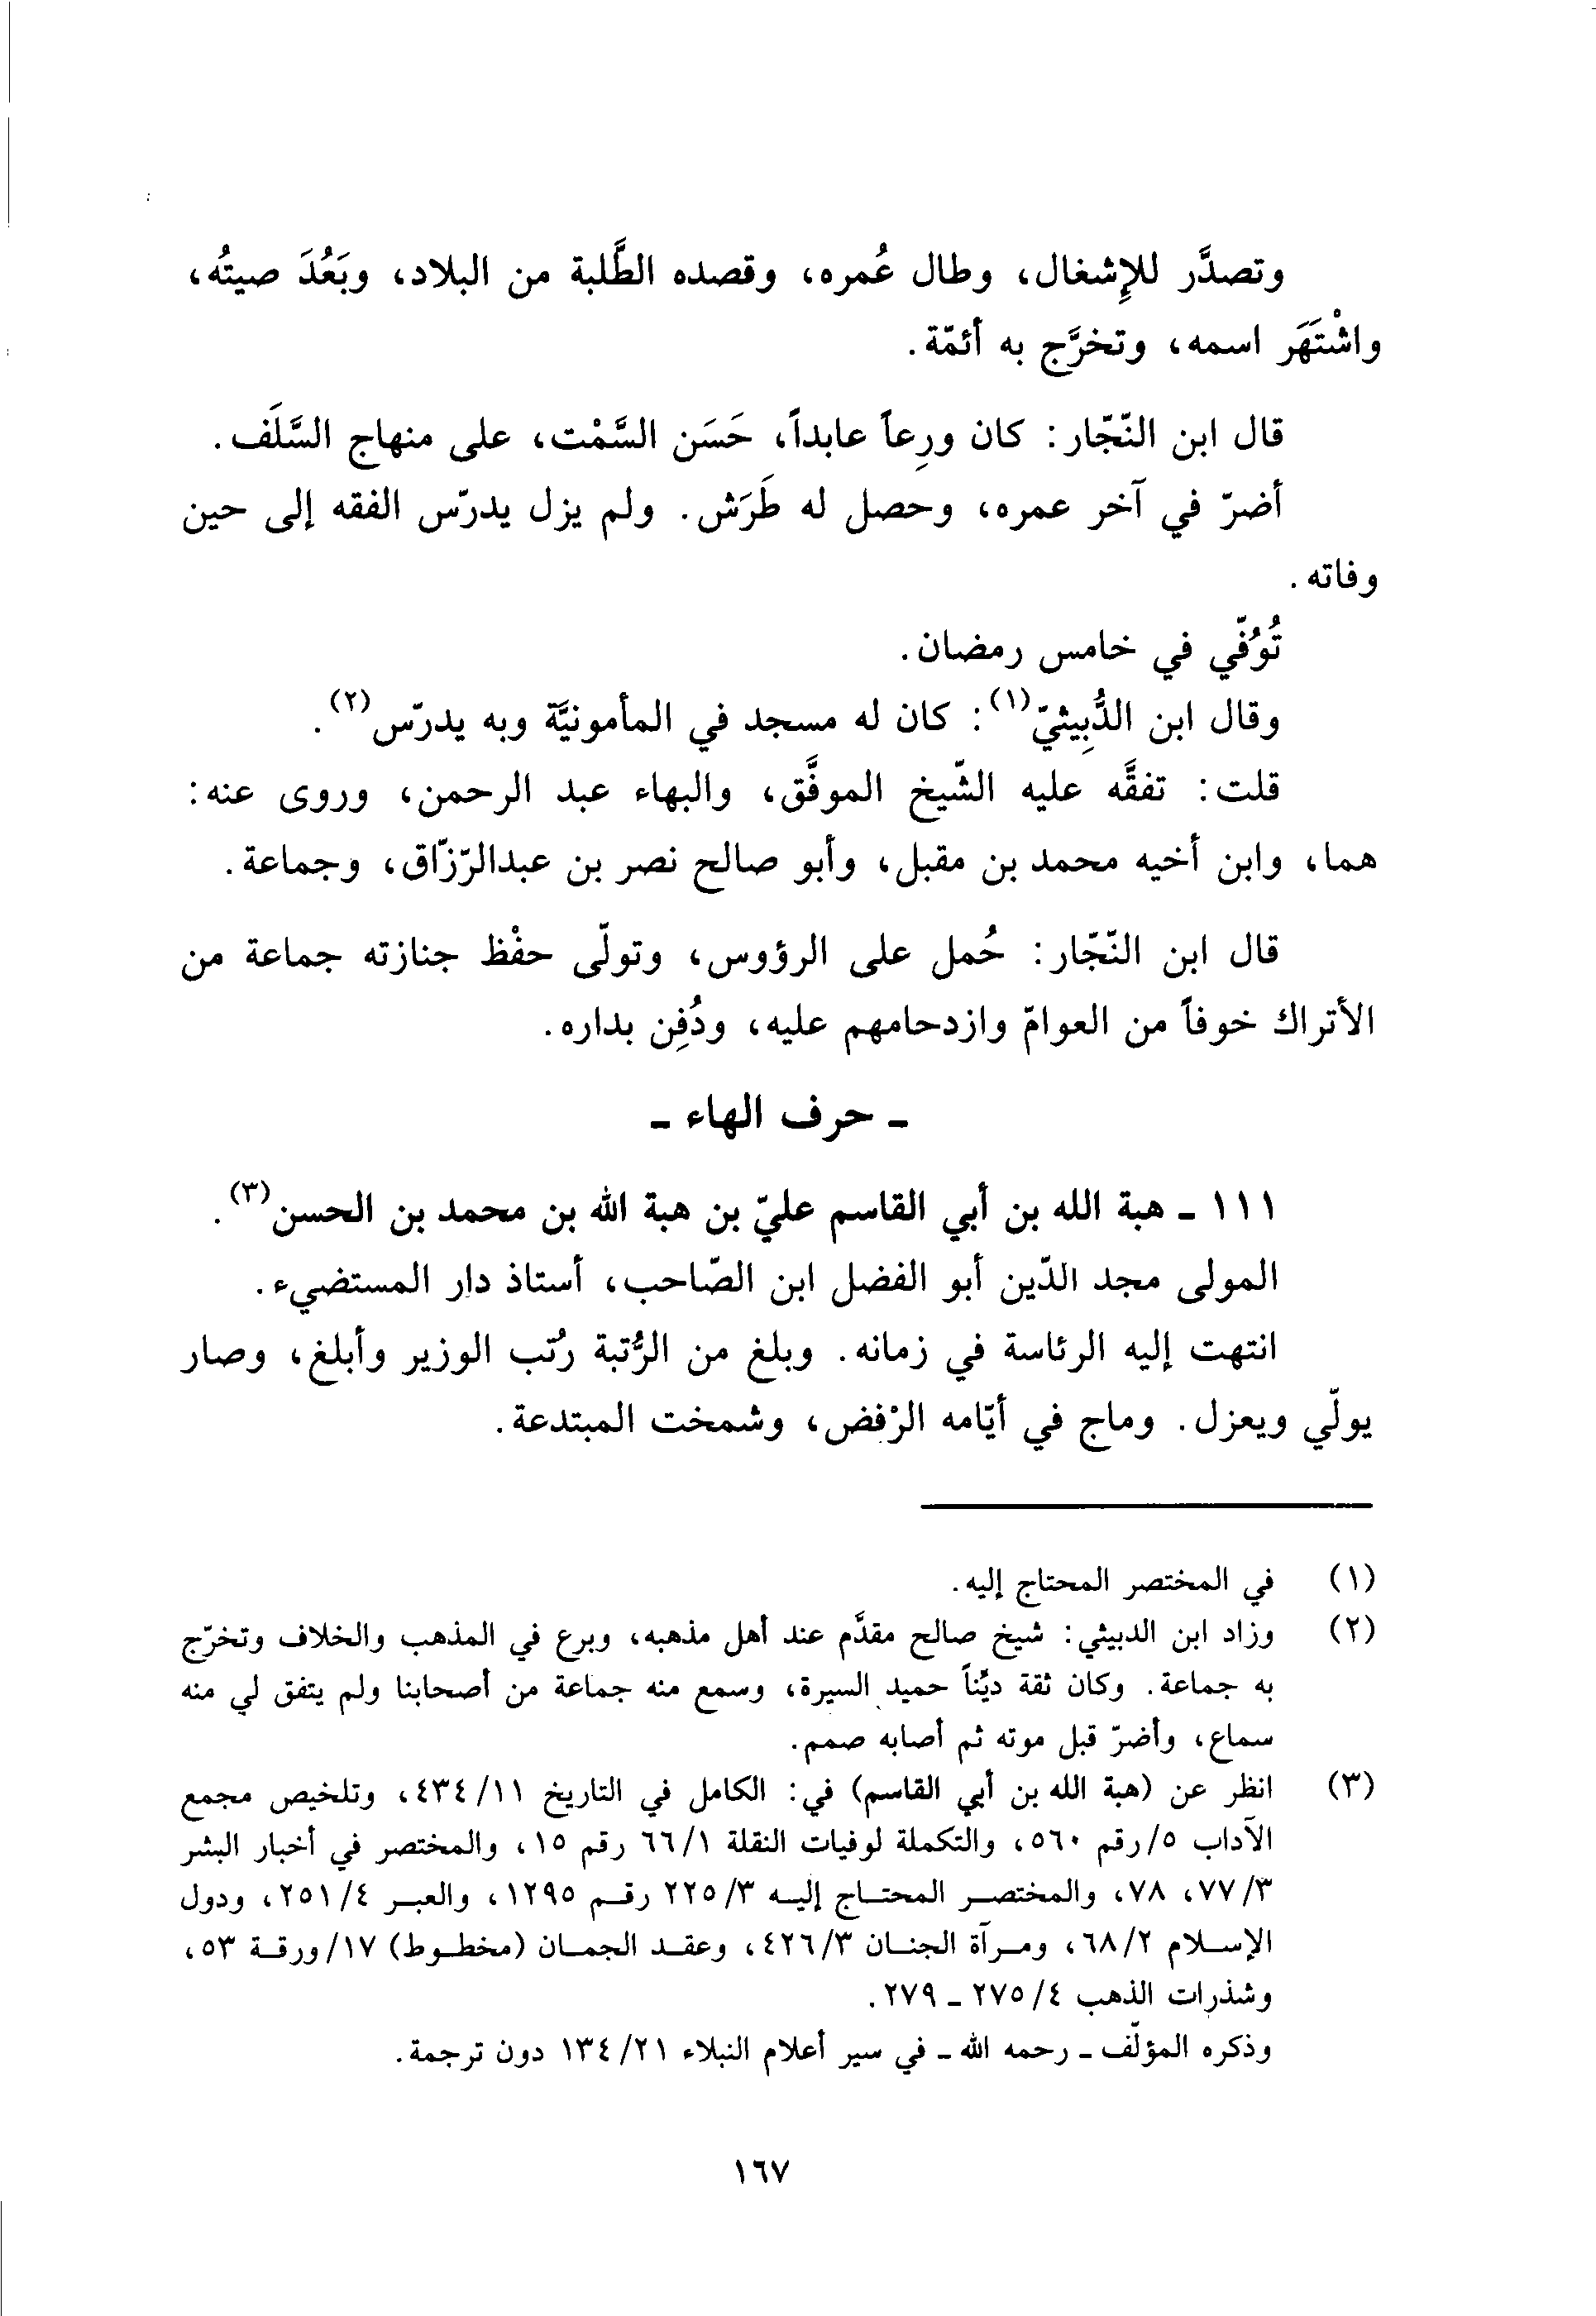 وتصدَّر للإِشغال، وطال عُمره، وقصده الطَّلبة من البلاد، وبَعُدَ صيتُه،
واشْتَهَر اسمه، وتخرَّج به أئمّة.
قال ابن النّجّار: كان ورِعاً عابداً، حَسَن السَّمْت، على منهاج السَّلَف.
أضرّ في آخر عمره، وحصل له طَرَش. ولم يزل يدرّس الفقه إلى حين
وفاته.
تُوُفّي في خامس رمضان.
وقال ابن الدُّبِيثيّ(١): كان له مسجد في المأمونيَّة وبه يدرّس(٢).
قلت: تفقَّه عليه الشّيخ الموفَّق، والبهاء عبد الرحمن، وروى عنه:
هما، وابن أخيه محمد بن مقبل، وأبو صالح نصر بن عبدالرّزّاق، وجماعة.
قال ابن النّجّار: حُمل على الرؤوس، وتولّى حفْظ جنازته جماعة من
الأتراك خوفاً من العوامّ وازدحامهم عليه، ودُفِن بداره.
ـ حرف الهاء ـ
١١١ ـ هبة الله بن أبي القاسم عليّ بن هبة الله بن محمد بن الحسن(٣).
المولى مجد الدّين أبو الفضل ابن الصّاحب، أستاذ دار المستضيء.
انتهت إليه الرئاسة في زمانه. وبلغ من الرُّتبة رُتب الوزير وأبلغ، وصار
يولّي ويعزل. وماج في أيّامه الرْفض، وشمخت المبتدعة.
(١) في المختصر المحتاج إليه.
(٢) وزاد ابن الدبيثي: شيخ صالح مقدَّم عند أهل مذهبه، وبرع في المذهب والخلاف وتخرّج
به جماعة. وكان ثقة ديِّناً حميد السيرة، وسمع منه جماعة من أصحابنا ولم يتفق لي منه
سماع، وأضرّ قبل موته ثم أصابه صمم.
(٣) انظر عن (هبة الله بن أبي القاسم) في: الكامل في التاريخ ٤٣٤/١١، وتلخيص مجمع
الآداب ٥/رقم ٥٦٠، والتكملة لوفيات النقلة ٦٦/١ رقم ١٥، والمختصر في أخبار البشر
٧٧/٣، ٧٨، والمختصر المحتاج إليه ٢٢٥/٣ رقم ١٢٩٥، والعبر ٢٥١/٤، ودول
الإسلام ٦٨/٢، ومرآة الجنان ٤٢٦/٣، وعقد الجمان (مخطوط) ١٧/ورقة ٥٣،
وشذرات الذهب ٢٧٥/٤ ـ ٢٧٩.
وذكره المؤلّف ـ رحمه الله ـ في سير أعلام النبلاء ١٣٤/٢١ دون ترجمة.
١٦٧